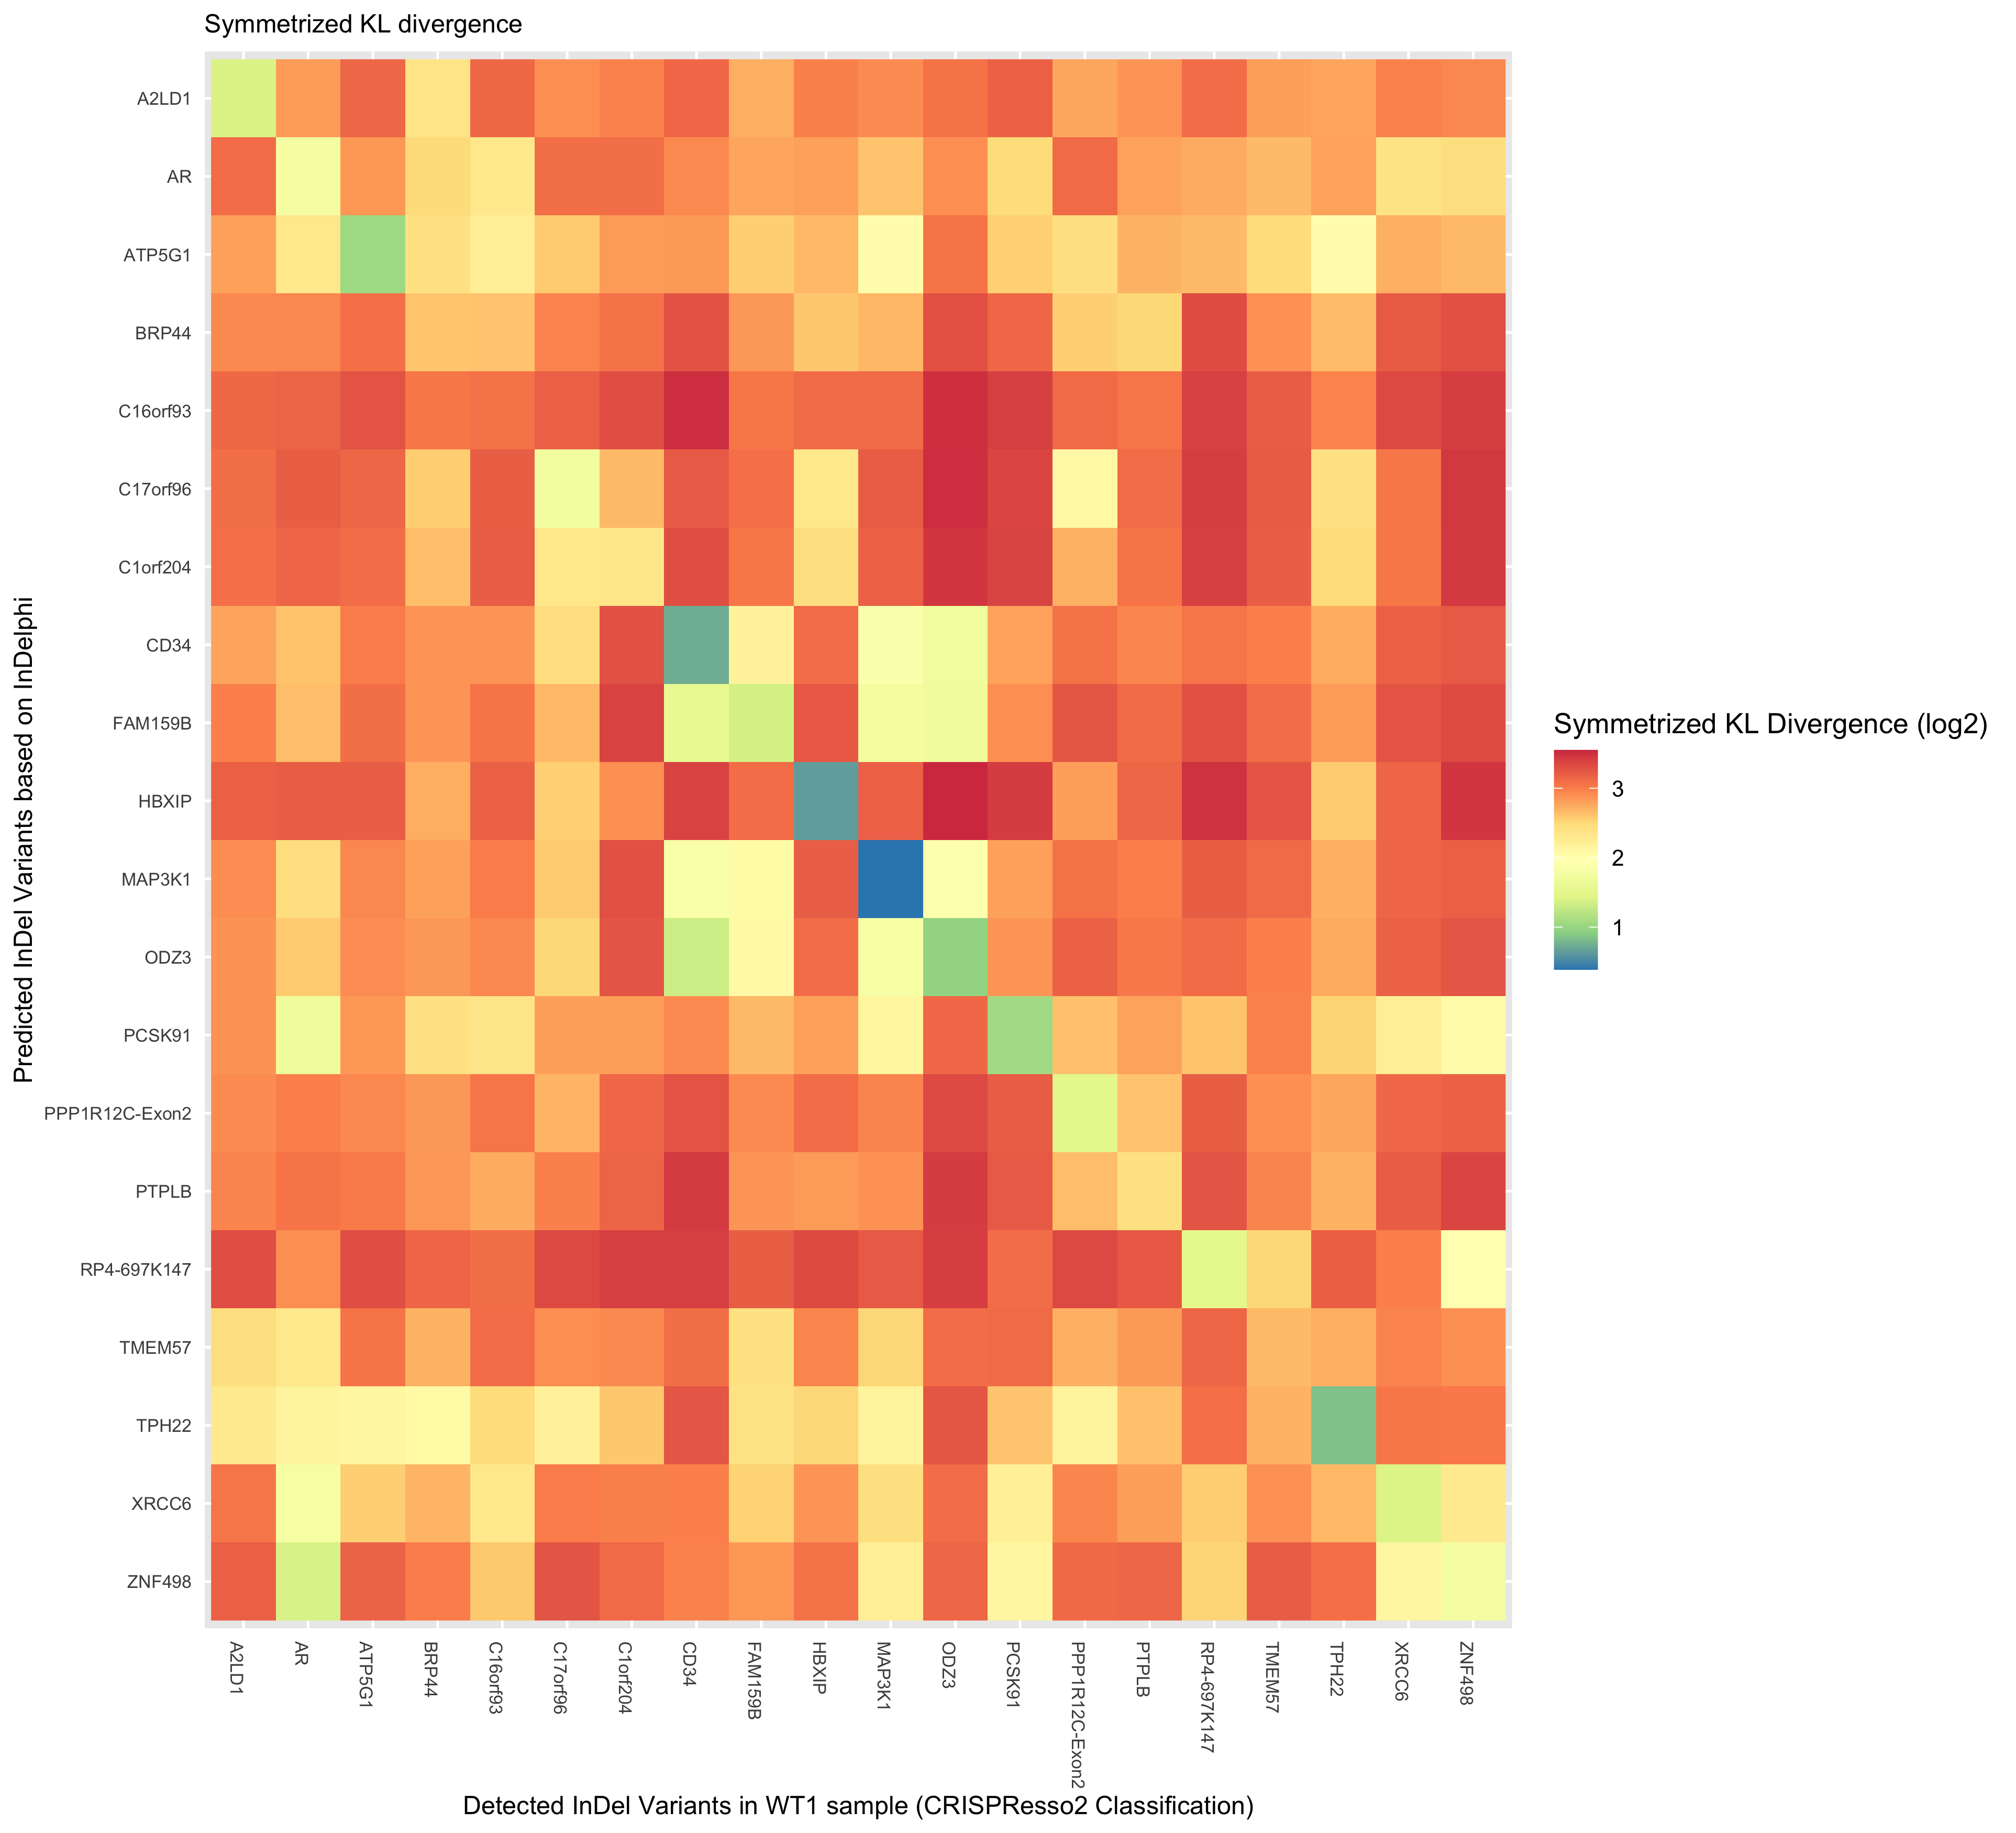 Symmetrized KL divergence
Predicted InDel Variants based on InDelphi
A2LD1
AR
ATP5G1
BRP44
C16orf93
C17orf96
C1orf204
CD34
FAM159B
HBXIP
MAP3K1
ODZ3
PCSK91
PPP1R12C-Exon2
PTPLB
RP4-697K147
TMEM57
TPH22
XRCC6
ZNF498
A2LD1
AR
ATP5G1
BRP44
C16orf93
C17orf96
C1orf204
CD34
FAM159B
HBXIP
MAP3K1
ODZ3
PCSK91
PPP1R12C-Exon2
PTPLB
RP4-697K147
TMEM57
TPH22
XRCC6
ZNF498
Detected InDel Variants in WT1 sample (CRISPResso2 Classification)
Symmetrized KL Divergence (log2)
3
2
1